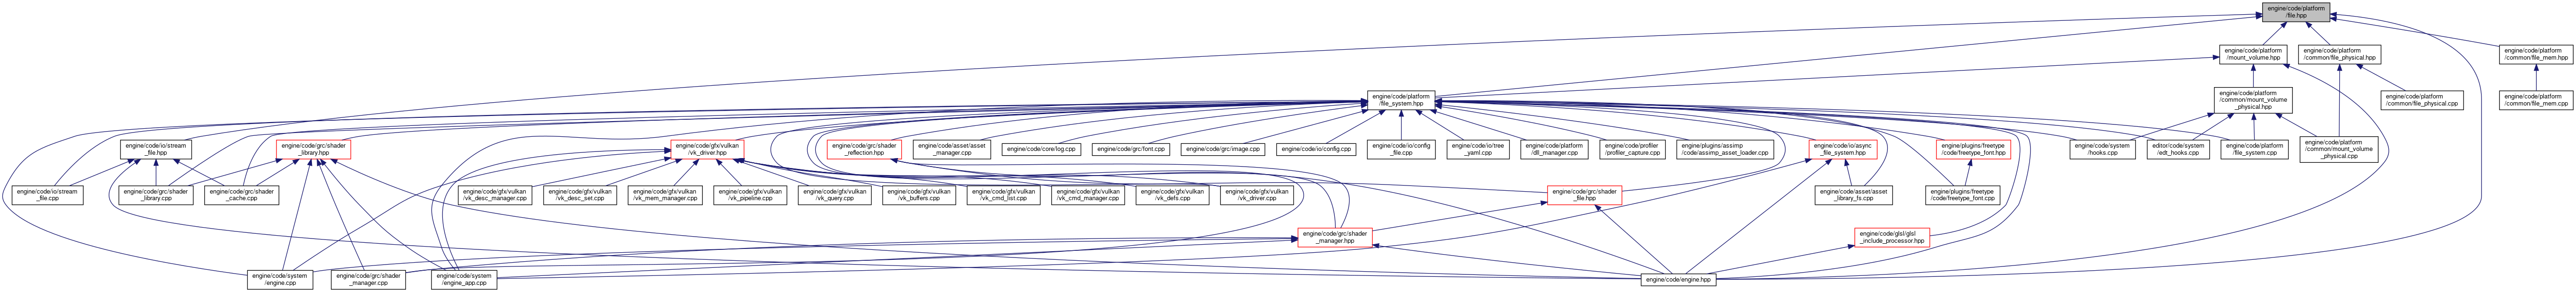 engine/code/platform
/file.hpp
engine/code/platform
/mount_volume.hpp
engine/code/platform
/common/file_physical.hpp
engine/code/platform
/common/file_mem.hpp
engine/code/platform
/file_system.hpp
engine/code/platform
/common/mount_volume
_physical.hpp
engine/code/platform
/common/file_physical.cpp
engine/code/platform
/common/file_mem.cpp
engine/code/io/stream
_file.hpp
engine/code/grc/shader
_library.hpp
engine/code/gfx/vulkan
/vk_driver.hpp
engine/code/grc/shader
_reflection.hpp
engine/code/asset/asset
_manager.cpp
engine/code/core/log.cpp
engine/code/grc/font.cpp
engine/code/grc/image.cpp
engine/code/io/config.cpp
engine/code/io/config
_file.cpp
engine/code/io/tree
_yaml.cpp
engine/code/platform
/dll_manager.cpp
engine/code/profiler
/profiler_capture.cpp
engine/plugins/assimp
/code/assimp_asset_loader.cpp
engine/code/io/async
_file_system.hpp
engine/plugins/freetype
/code/freetype_font.hpp
engine/code/system
/hooks.cpp
editor/code/system
/edt_hooks.cpp
engine/code/platform
/file_system.cpp
engine/code/platform
/common/mount_volume
_physical.cpp
engine/code/io/stream
_file.cpp
engine/code/grc/shader
_library.cpp
engine/code/grc/shader
_cache.cpp
engine/code/gfx/vulkan
/vk_desc_manager.cpp
engine/code/gfx/vulkan
/vk_desc_set.cpp
engine/code/gfx/vulkan
/vk_mem_manager.cpp
engine/code/gfx/vulkan
/vk_pipeline.cpp
engine/code/gfx/vulkan
/vk_query.cpp
engine/code/gfx/vulkan
/vk_buffers.cpp
engine/code/gfx/vulkan
/vk_cmd_list.cpp
engine/code/gfx/vulkan
/vk_cmd_manager.cpp
engine/code/gfx/vulkan
/vk_defs.cpp
engine/code/gfx/vulkan
/vk_driver.cpp
engine/code/grc/shader
_file.hpp
engine/code/asset/asset
_library_fs.cpp
engine/plugins/freetype
/code/freetype_font.cpp
engine/code/grc/shader
_manager.hpp
engine/code/glsl/glsl
_include_processor.hpp
engine/code/system
/engine.cpp
engine/code/grc/shader
_manager.cpp
engine/code/system
/engine_app.cpp
engine/code/engine.hpp